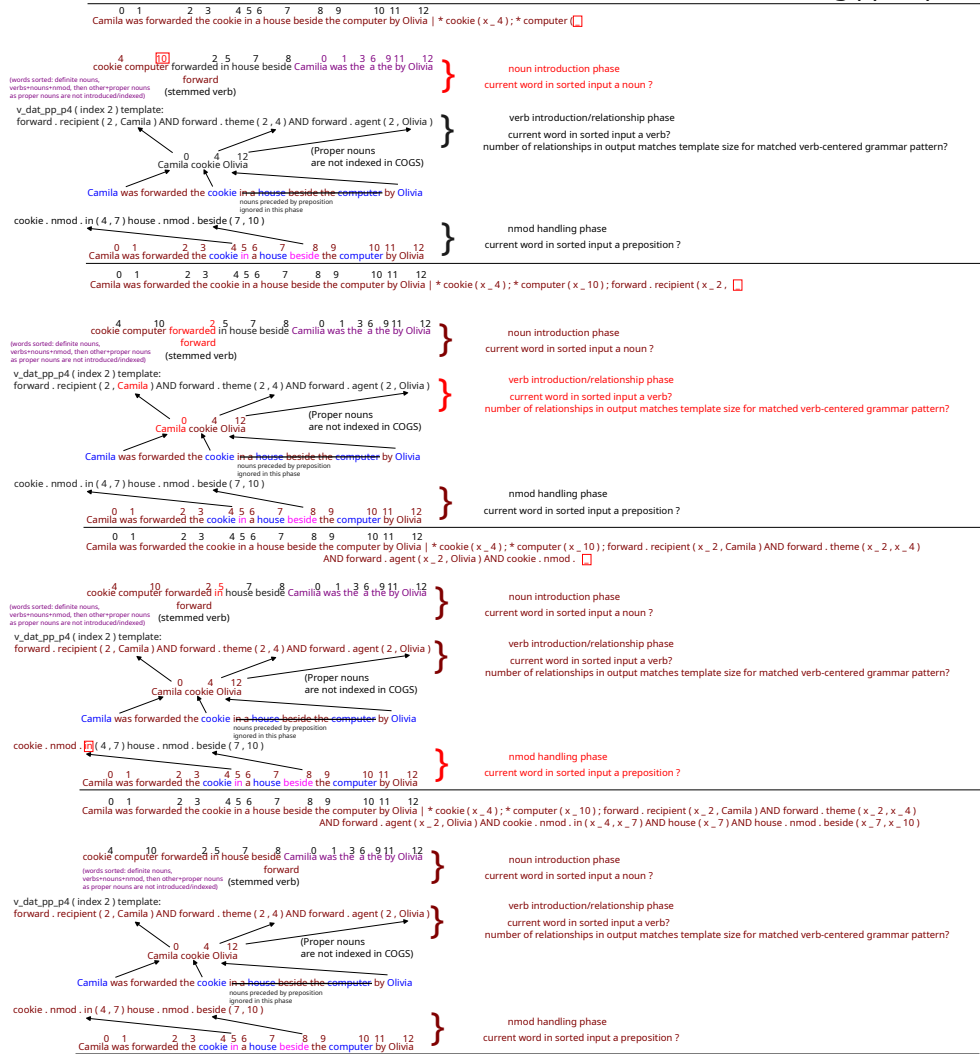 0 1 2 3 4 5 6 7 8 9 10 11 12
Camila was forwarded the cookie in a house beside the computer by Olivia | * cookie ( x _ 4 ) ; * computer ( _
4 10 2 5 7 8 0 1 3 6 9 11 12
cookie computer forwarded in house beside Camilia was the a the by Olivia
noun introduction phase
(words sorted: definite nouns,
verbs+nouns+nmod, then other+proper nouns
as proper nouns are not introduced/indexed)
forward
(stemmed verb)
current word in sorted input a noun ?
v_dat_pp_p4 ( index 2 ) template:
forward . recipient ( 2 , Camila ) AND forward . theme ( 2 , 4 ) AND forward . agent ( 2 , Olivia )
verb introduction/relationship phase
current word in sorted input a verb?
number of relationships in output matches template size for matched verb-centered grammar pattern?
0 4 12
Camila cookie Olivia
(Proper nouns
are not indexed in COGS)
Camila was forwarded the cookie in a house beside the computer by Olivia
nouns preceded by preposition
ignored in this phase
cookie . nmod . in ( 4 , 7 ) house . nmod . beside ( 7 , 10 )
nmod handling phase
current word in sorted input a preposition ?
0 1 2 3 4 5 6 7 8 9 10 11 12
Camila was forwarded the cookie in a house beside the computer by Olivia
0 1 2 3 4 5 6 7 8 9 10 11 12
Camila was forwarded the cookie in a house beside the computer by Olivia | * cookie ( x _ 4 ) ; * computer ( x _ 10 ) ; forward . recipient ( x _ 2 , _
4 10 2 5 7 8 0 1 3 6 9 11 12
cookie computer forwarded in house beside Camilia was the a the by Olivia
noun introduction phase
(words sorted: definite nouns,
verbs+nouns+nmod, then other+proper nouns
as proper nouns are not introduced/indexed)
forward
(stemmed verb)
current word in sorted input a noun ?
v_dat_pp_p4 ( index 2 ) template:
forward . recipient ( 2 , Camila ) AND forward . theme ( 2 , 4 ) AND forward . agent ( 2 , Olivia )
verb introduction/relationship phase
current word in sorted input a verb?
number of relationships in output matches template size for matched verb-centered grammar pattern?
0 4 12
Camila cookie Olivia
(Proper nouns
are not indexed in COGS)
Camila was forwarded the cookie in a house beside the computer by Olivia
nouns preceded by preposition
ignored in this phase
cookie . nmod . in ( 4 , 7 ) house . nmod . beside ( 7 , 10 )
nmod handling phase
current word in sorted input a preposition ?
0 1 2 3 4 5 6 7 8 9 10 11 12
Camila was forwarded the cookie in a house beside the computer by Olivia
0 1 2 3 4 5 6 7 8 9 10 11 12
Camila was forwarded the cookie in a house beside the computer by Olivia | * cookie ( x _ 4 ) ; * computer ( x _ 10 ) ; forward . recipient ( x _ 2 , Camila ) AND forward . theme ( x _ 2 , x _ 4 )
AND forward . agent ( x _ 2 , Olivia ) AND cookie . nmod . _
4 10 2 5 7 8 0 1 3 6 9 11 12
cookie computer forwarded in house beside Camilia was the a the by Olivia
noun introduction phase
(words sorted: definite nouns,
verbs+nouns+nmod, then other+proper nouns
as proper nouns are not introduced/indexed)
forward
(stemmed verb)
current word in sorted input a noun ?
v_dat_pp_p4 ( index 2 ) template:
forward . recipient ( 2 , Camila ) AND forward . theme ( 2 , 4 ) AND forward . agent ( 2 , Olivia )
verb introduction/relationship phase
current word in sorted input a verb?
number of relationships in output matches template size for matched verb-centered grammar pattern?
0 4 12
Camila cookie Olivia
(Proper nouns
are not indexed in COGS)
Camila was forwarded the cookie in a house beside the computer by Olivia
nouns preceded by preposition
ignored in this phase
cookie . nmod . in ( 4 , 7 ) house . nmod . beside ( 7 , 10 )
nmod handling phase
current word in sorted input a preposition ?
0 1 2 3 4 5 6 7 8 9 10 11 12
Camila was forwarded the cookie in a house beside the computer by Olivia
0 1 2 3 4 5 6 7 8 9 10 11 12
Camila was forwarded the cookie in a house beside the computer by Olivia | * cookie ( x _ 4 ) ; * computer ( x _ 10 ) ; forward . recipient ( x _ 2 , Camila ) AND forward . theme ( x _ 2 , x _ 4 )
AND forward . agent ( x _ 2 , Olivia ) AND cookie . nmod . in ( x _ 4 , x _ 7 ) AND house ( x _ 7 ) AND house . nmod . beside ( x _ 7 , x _ 10 )
4 10 2 5 7 8 0 1 3 6 9 11 12
cookie computer forwarded in house beside Camilia was the a the by Olivia
noun introduction phase
(words sorted: definite nouns,
verbs+nouns+nmod, then other+proper nouns
as proper nouns are not introduced/indexed)
forward
(stemmed verb)
current word in sorted input a noun ?
v_dat_pp_p4 ( index 2 ) template:
forward . recipient ( 2 , Camila ) AND forward . theme ( 2 , 4 ) AND forward . agent ( 2 , Olivia )
verb introduction/relationship phase
current word in sorted input a verb?
number of relationships in output matches template size for matched verb-centered grammar pattern?
0 4 12
Camila cookie Olivia
(Proper nouns
are not indexed in COGS)
Camila was forwarded the cookie in a house beside the computer by Olivia
nouns preceded by preposition
ignored in this phase
cookie . nmod . in ( 4 , 7 ) house . nmod . beside ( 7 , 10 )
nmod handling phase
current word in sorted input a preposition ?
0 1 2 3 4 5 6 7 8 9 10 11 12
Camila was forwarded the cookie in a house beside the computer by Olivia